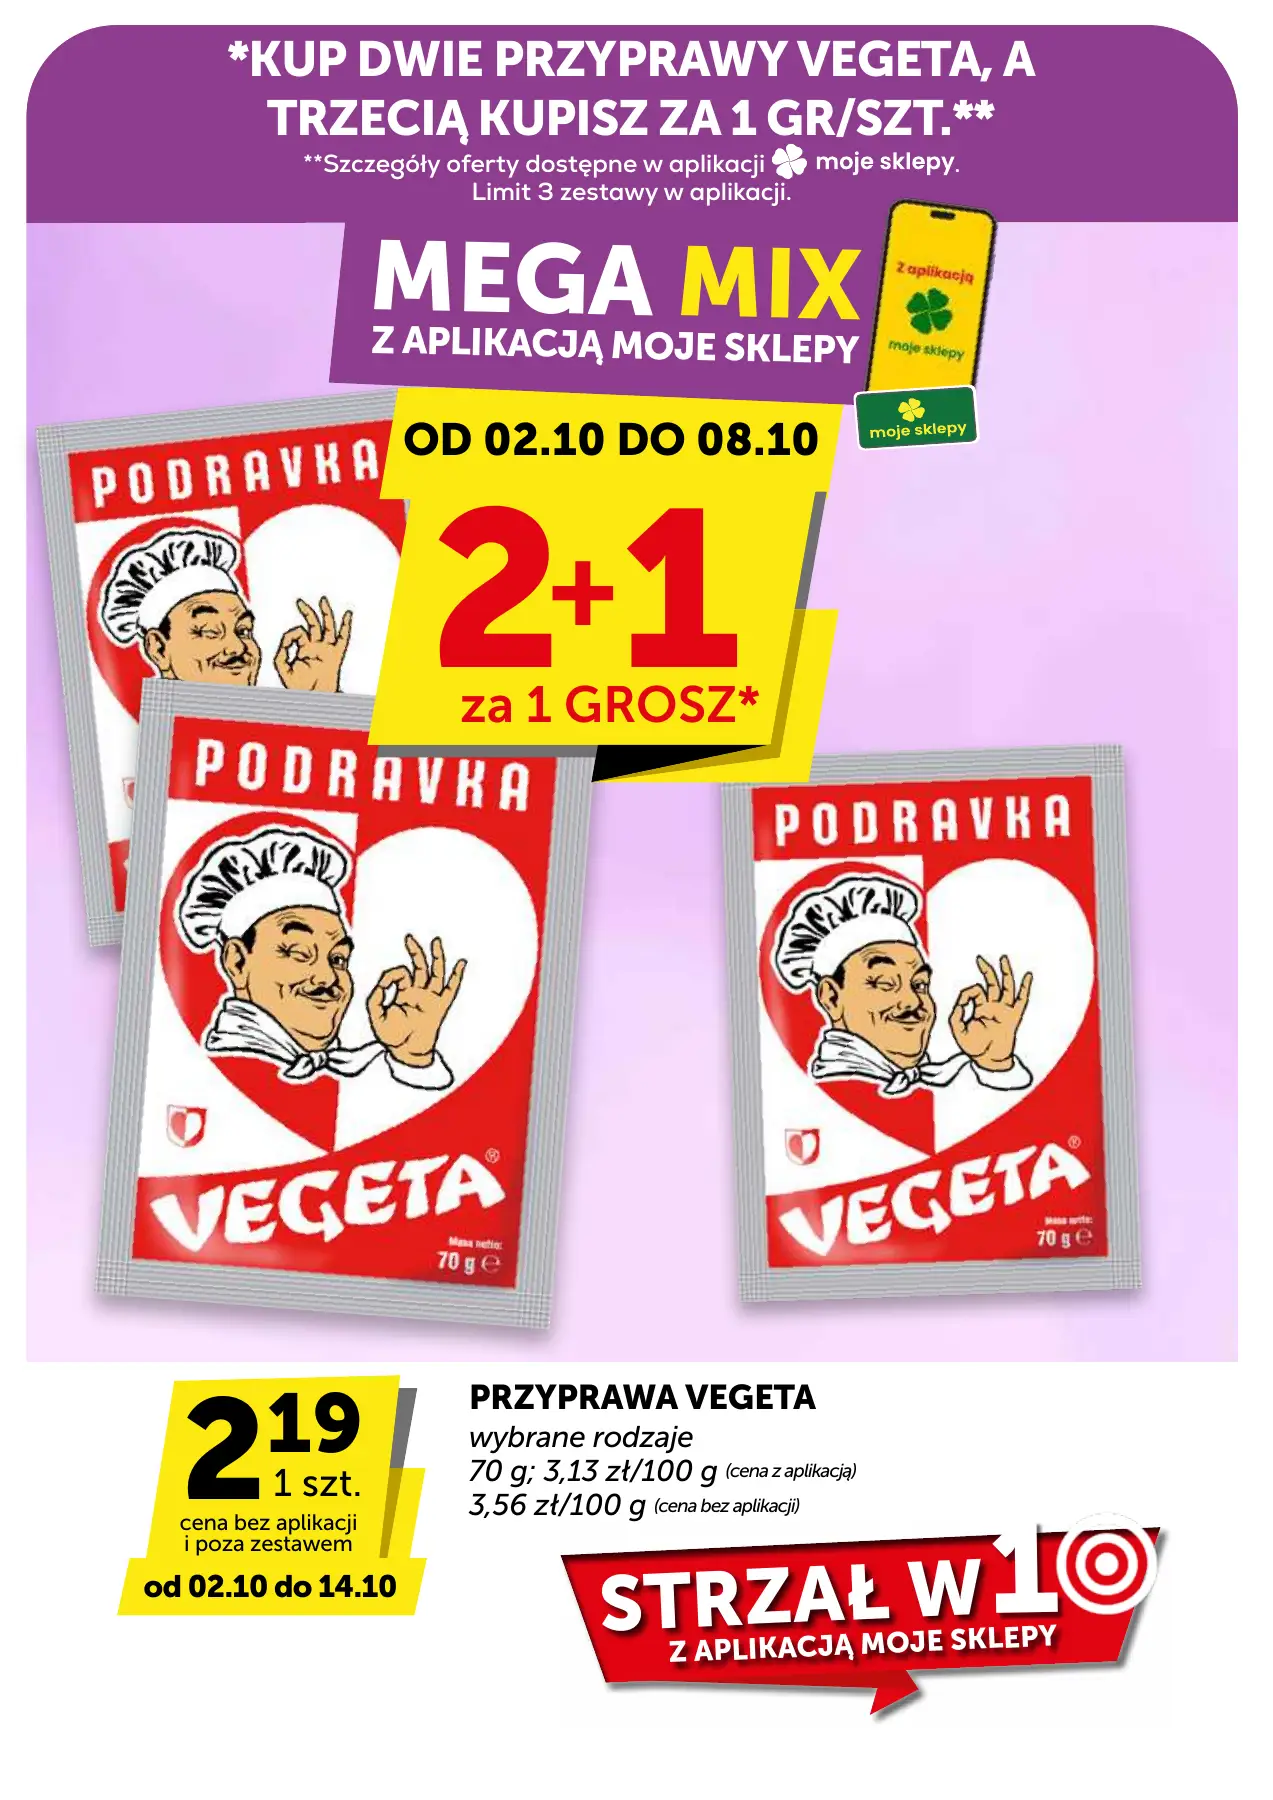 *KUP DWIE PRZYPRAWY VEGETA, A
TRZECIĄ KUPISZ ZA 1 GR/SZT.**
**Szczegóły oferty dostępne w aplikacji moje sklepy.
Limit 3 zestawy w aplikacji.
MEGA MIX
Z APLIKACJĄ MOJE SKLEPY
Z aplikacją
moje sklepy
moje sklepy
OD 02.10 DO 08.10
2+1
za 1 GROSZ*
PODRAVKA
PODRAVKA
VEGETA®
Masa netto:
70 g ℮
PODRAVKA
VEGETA®
Masa netto:
70 g ℮
2 19
1 szt.
cena bez aplikacji
i poza zestawem
od 02.10 do 14.10
PRZYPRAWA VEGETA
wybrane rodzaje
70 g; 3,13 zł/100 g (cena z aplikacją)
3,56 zł/100 g (cena bez aplikacji)
STRZAŁ W 10
Z APLIKACJĄ MOJE SKLEPY